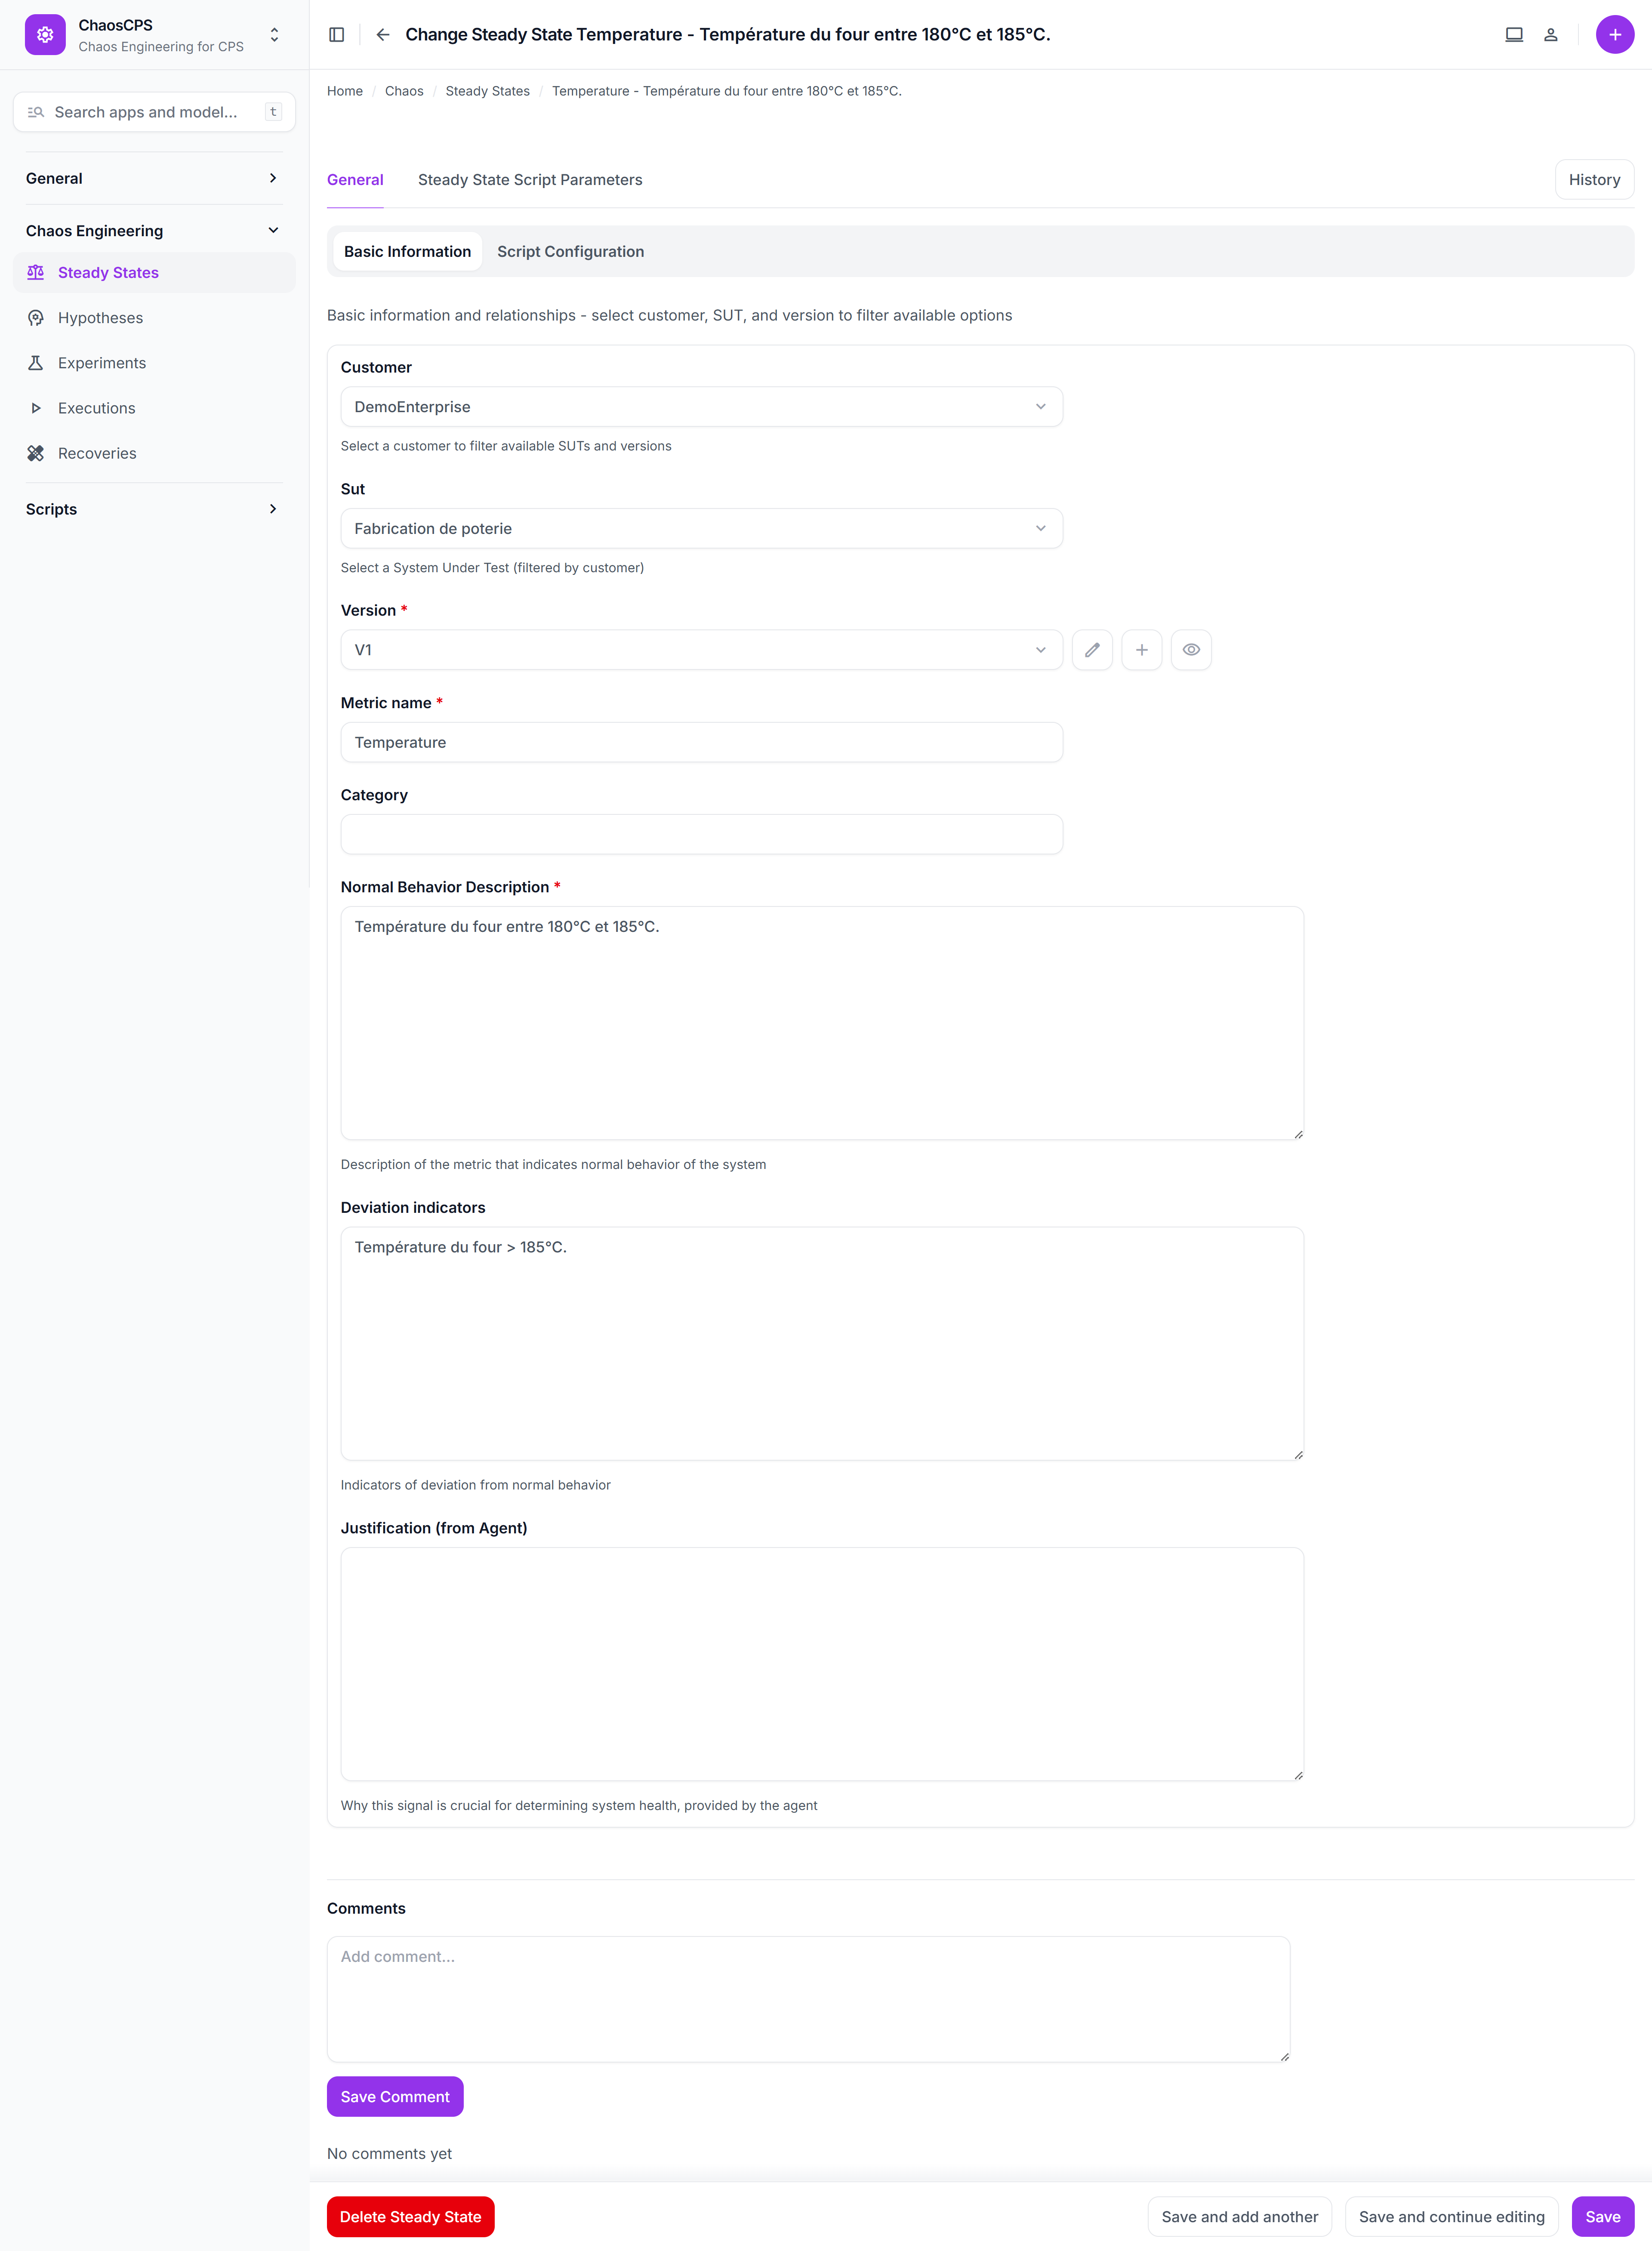 ChaosCPS
Chaos Engineering for CPS
Search apps and model...
t
General
Chaos Engineering
Steady States
Hypotheses
Experiments
Executions
Recoveries
Scripts
Change Steady State Temperature - Température du four entre 180°C et 185°C.
Home / Chaos / Steady States / Temperature - Température du four entre 180°C et 185°C.
General Steady State Script Parameters
History
Basic Information Script Configuration
Basic information and relationships - select customer, SUT, and version to filter available options
Customer
DemoEnterprise
Select a customer to filter available SUTs and versions
Sut
Fabrication de poterie
Select a System Under Test (filtered by customer)
Version *
V1
Metric name *
Temperature
Category
Normal Behavior Description *
Température du four entre 180°C et 185°C.
Description of the metric that indicates normal behavior of the system
Deviation indicators
Température du four > 185°C.
Indicators of deviation from normal behavior
Justification (from Agent)
Why this signal is crucial for determining system health, provided by the agent
Comments
Add comment...
Save Comment
No comments yet
Delete Steady State
Save and add another
Save and continue editing
Save